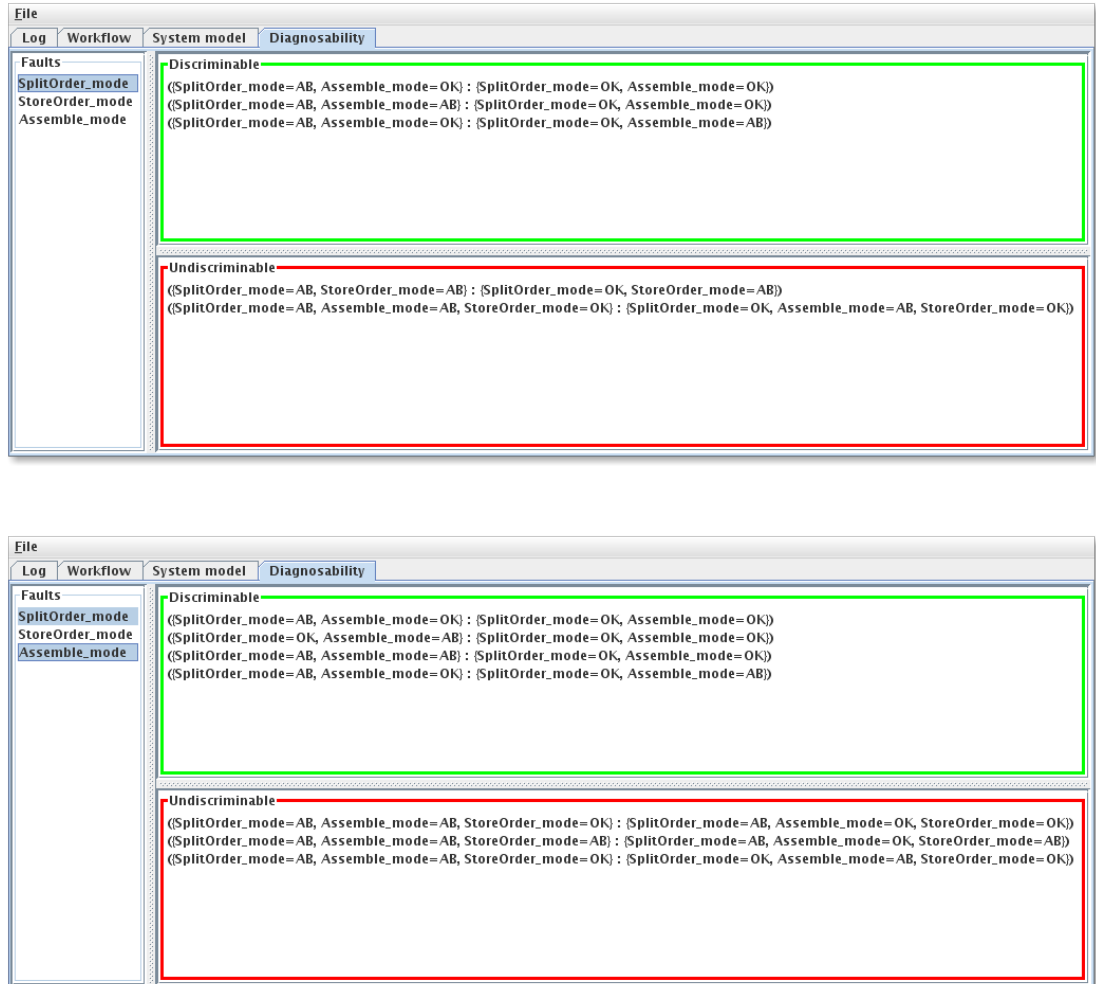 File
Log Workflow System model Diagnosability
Faults
SplitOrder_mode
StoreOrder_mode
Assemble_mode
Discriminable
({SplitOrder_mode=AB, Assemble_mode=OK} : {SplitOrder_mode=OK, Assemble_mode=OK})
({SplitOrder_mode=AB, Assemble_mode=AB} : {SplitOrder_mode=OK, Assemble_mode=OK})
({SplitOrder_mode=AB, Assemble_mode=OK} : {SplitOrder_mode=OK, Assemble_mode=AB})
Undiscriminable
({SplitOrder_mode=AB, StoreOrder_mode=AB} : {SplitOrder_mode=OK, StoreOrder_mode=AB})
({SplitOrder_mode=AB, Assemble_mode=AB, StoreOrder_mode=OK} : {SplitOrder_mode=OK, Assemble_mode=AB, StoreOrder_mode=OK})
File
Log Workflow System model Diagnosability
Faults
SplitOrder_mode
StoreOrder_mode
Assemble_mode
Discriminable
({SplitOrder_mode=AB, Assemble_mode=OK} : {SplitOrder_mode=OK, Assemble_mode=OK})
({SplitOrder_mode=OK, Assemble_mode=AB} : {SplitOrder_mode=OK, Assemble_mode=OK})
({SplitOrder_mode=AB, Assemble_mode=AB} : {SplitOrder_mode=OK, Assemble_mode=OK})
({SplitOrder_mode=AB, Assemble_mode=OK} : {SplitOrder_mode=OK, Assemble_mode=AB})
Undiscriminable
({SplitOrder_mode=AB, Assemble_mode=AB, StoreOrder_mode=OK} : {SplitOrder_mode=AB, Assemble_mode=OK, StoreOrder_mode=OK})
({SplitOrder_mode=AB, Assemble_mode=AB, StoreOrder_mode=AB} : {SplitOrder_mode=AB, Assemble_mode=OK, StoreOrder_mode=AB})
({SplitOrder_mode=AB, Assemble_mode=AB, StoreOrder_mode=OK} : {SplitOrder_mode=OK, Assemble_mode=AB, StoreOrder_mode=OK})